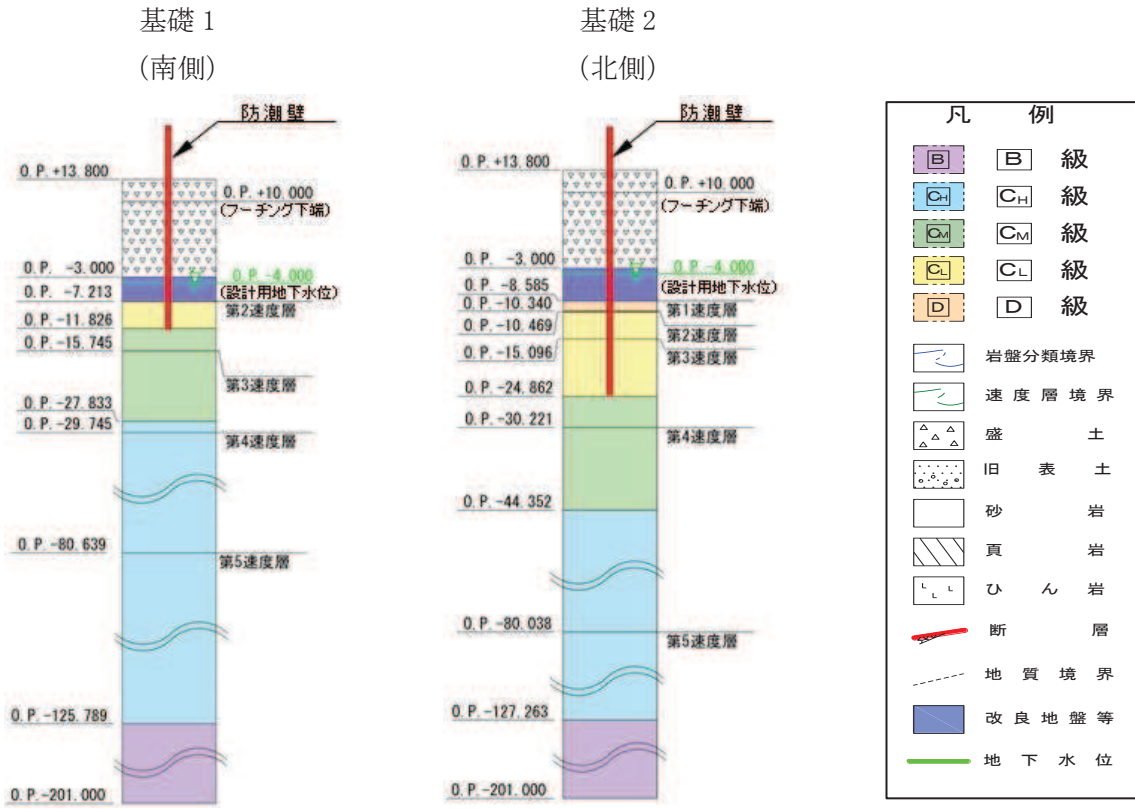 基礎 1
(南側)
防潮壁
O.P.+13.800
O.P.+10.000
(フーチング下端)
O.P. -3.000
O.P.-4.000
(設計用地下水位)
O.P. -7.213
第2速度層
O.P.-11.826
O.P.-15.745
第3速度層
O.P.-27.833
O.P.-29.745
第4速度層
O.P.-80.639
第5速度層
O.P.-125.789
O.P.-201.000
基礎 2
(北側)
防潮壁
O.P.+13.800
O.P.+10.000
(フーチング下端)
O.P. -3.000
O.P.-4.000
(設計用地下水位)
O.P. -8.585
O.P.-10.340
第1速度層
O.P.-10.469
第2速度層
O.P.-15.096
第3速度層
O.P.-24.862
O.P.-30.221
第4速度層
O.P.-44.352
O.P.-80.038
第5速度層
O.P.-127.263
O.P.-201.000
凡 例
B B 級
CH CH 級
CM CM 級
CL CL 級
D D 級
岩盤分類境界
速度層境界
盛土
旧表土
砂岩
頁岩
ひん岩
断層
地質境界
改良地盤等
地下水位